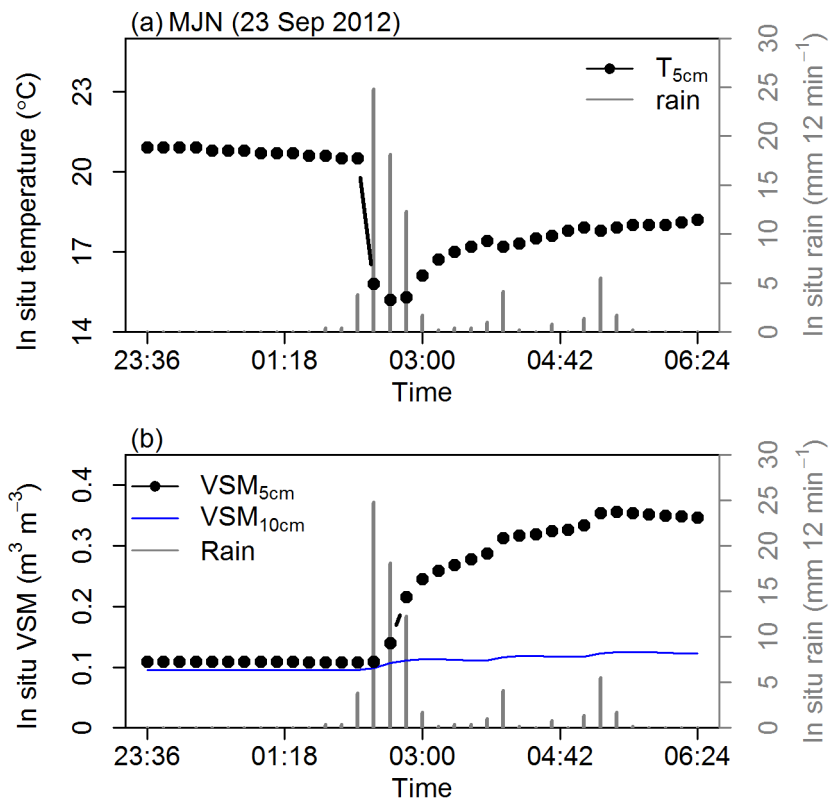 (a) MJN (23 Sep 2012)
In situ temperature (°C)
14 17 20 23
T5cm
rain
0 5 10 15 20 25 30
In situ rain (mm 12 min⁻¹)
23:36 01:18 03:00 04:42 06:24
Time
(b)
In situ VSM (m³ m⁻³)
0 0.1 0.2 0.3 0.4
VSM5cm
VSM10cm
Rain
0 5 10 15 20 25 30
In situ rain (mm 12 min⁻¹)
23:36 01:18 03:00 04:42 06:24
Time